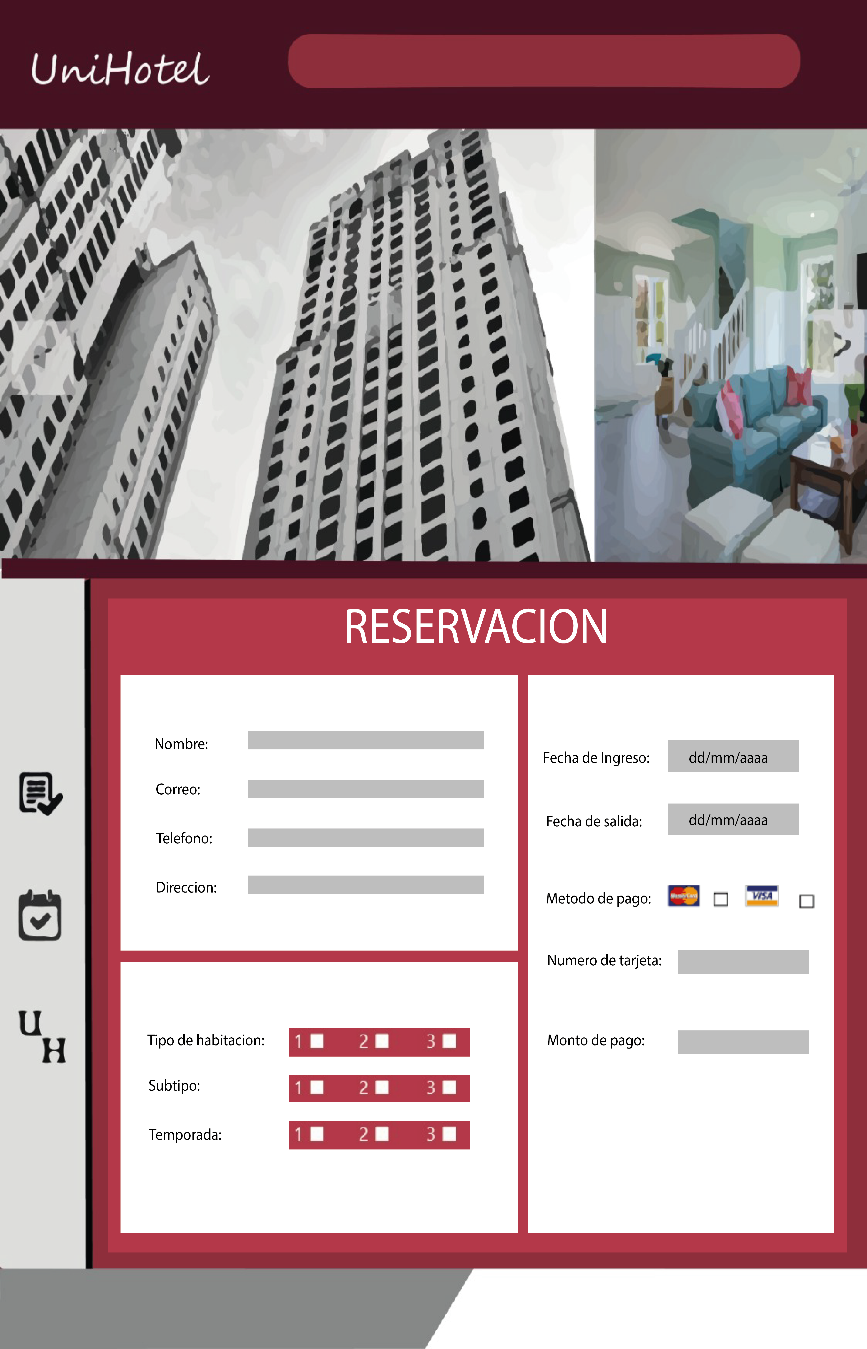 UniHotel
RESERVACION
Nombre:
Correo:
Telefono:
Direccion:
Tipo de habitacion: 1 2 3
Subtipo: 1 2 3
Temporada: 1 2 3
Fecha de Ingreso: dd/mm/aaaa
Fecha de salida: dd/mm/aaaa
Metodo de pago: MasterCard VISA
Numero de tarjeta:
Monto de pago:
U
H